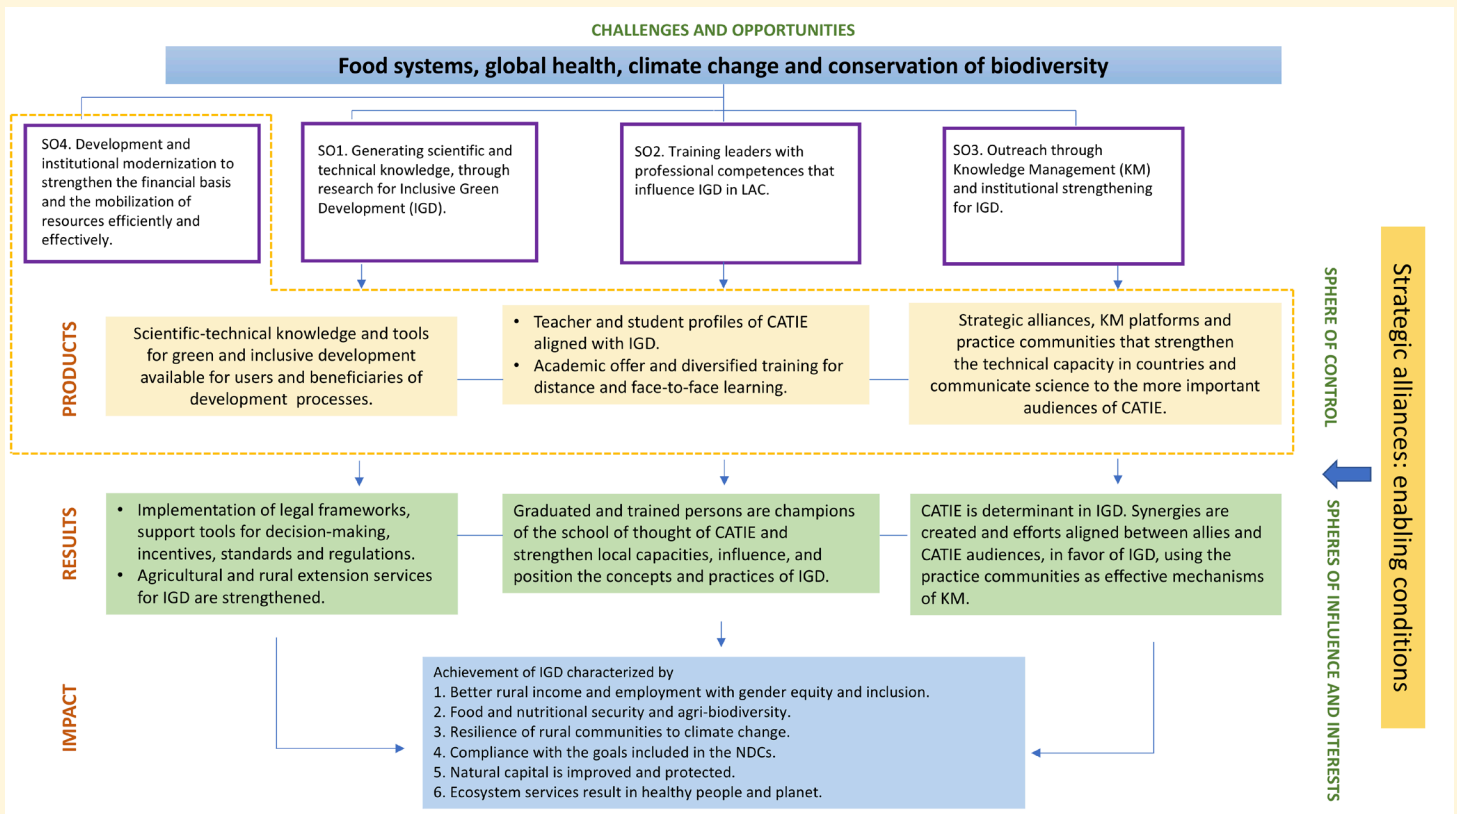 CHALLENGES AND OPPORTUNITIES
Food systems, global health, climate change and conservation of biodiversity
SO4. Development and
institutional modernization to
strengthen the financial basis
and the mobilization of
resources efficiently and
effectively.
SO1. Generating scientific and
technical knowledge, through
research for Inclusive Green
Development (IGD).
SO2. Training leaders with
professional competences that
influence IGD in LAC.
SO3. Outreach through
Knowledge Management (KM)
and institutional strengthening
for IGD.
PRODUCTS
Scientific-technical knowledge and tools
for green and inclusive development
available for users and beneficiaries of
development processes.
• Teacher and student profiles of CATIE
aligned with IGD.
• Academic offer and diversified training for
distance and face-to-face learning.
Strategic alliances, KM platforms and
practice communities that strengthen
the technical capacity in countries and
communicate science to the more important
audiences of CATIE.
SPHERE OF CONTROL
Strategic alliances: enabling conditions
RESULTS
• Implementation of legal frameworks,
support tools for decision-making,
incentives, standards and regulations.
• Agricultural and rural extension services
for IGD are strengthened.
Graduated and trained persons are champions
of the school of thought of CATIE and
strengthen local capacities, influence, and
position the concepts and practices of IGD.
CATIE is determinant in IGD. Synergies are
created and efforts aligned between allies and
CATIE audiences, in favor of IGD, using the
practice communities as effective mechanisms
of KM.
SPHERES OF INFLUENCE AND INTERESTS
IMPACT
Achievement of IGD characterized by
1. Better rural income and employment with gender equity and inclusion.
2. Food and nutritional security and agri-biodiversity.
3. Resilience of rural communities to climate change.
4. Compliance with the goals included in the NDCs.
5. Natural capital is improved and protected.
6. Ecosystem services result in healthy people and planet.